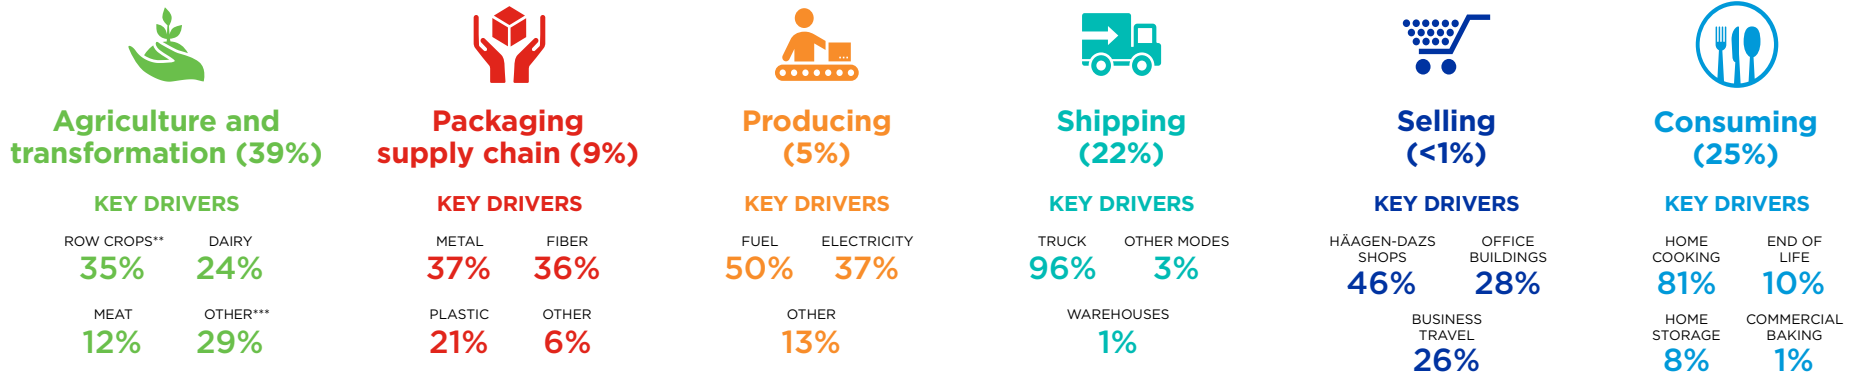 Agriculture and
transformation (39%)
KEY DRIVERS
ROW CROPS**
35%
DAIRY
24%
MEAT
12%
OTHER***
29%
Packaging
supply chain (9%)
KEY DRIVERS
METAL
37%
FIBER
36%
PLASTIC
21%
OTHER
6%
Producing
(5%)
KEY DRIVERS
FUEL
50%
ELECTRICITY
37%
OTHER
13%
Shipping
(22%)
KEY DRIVERS
TRUCK
96%
OTHER MODES
3%
WAREHOUSES
1%
Selling
(<1%)
KEY DRIVERS
HÄAGEN-DAZS
SHOPS
46%
OFFICE
BUILDINGS
28%
BUSINESS
TRAVEL
26%
Consuming
(25%)
KEY DRIVERS
HOME
COOKING
81%
END OF
LIFE
10%
HOME
STORAGE
8%
COMMERCIAL
BAKING
1%